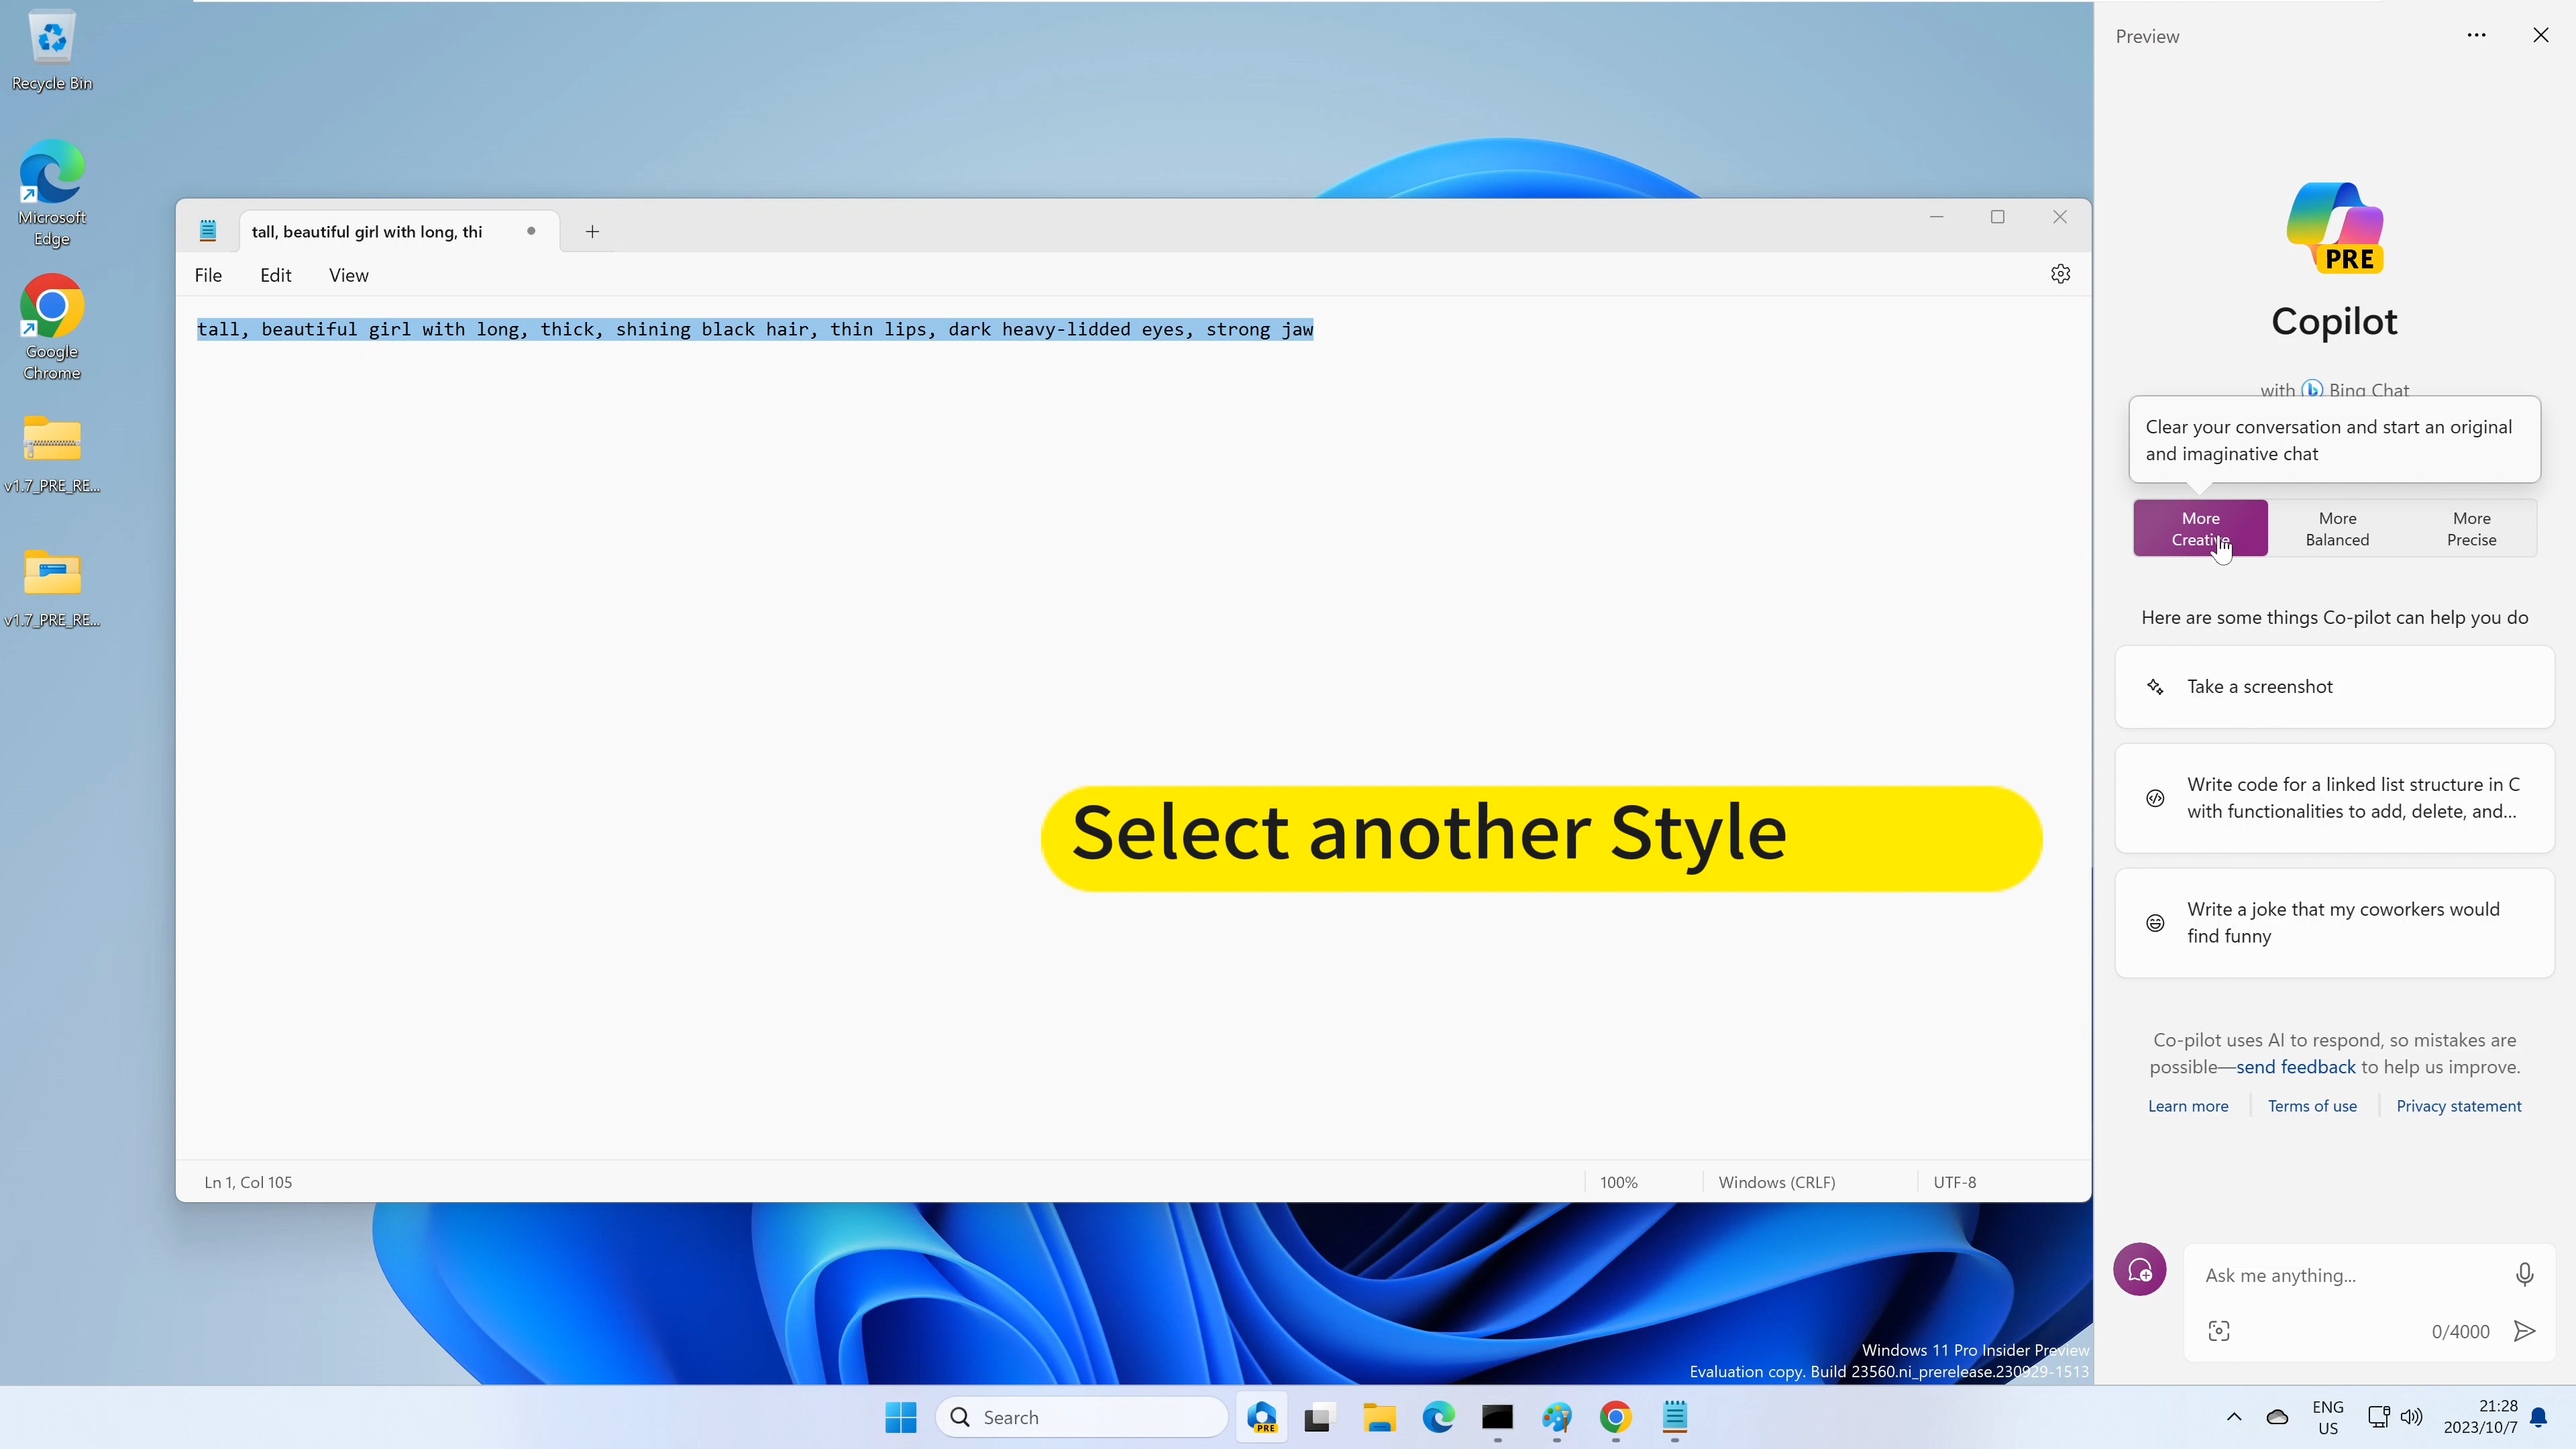 Recycle Bin
Microsoft
Edge
Google
Chrome
v1.7_PRE_RE...
v1.7_PRE_RE...
tall, beautiful girl with long, thi
File Edit View
tall, beautiful girl with long, thick, shining black hair, thin lips, dark heavy-lidded eyes, strong jaw
Select another Style
Ln 1, Col 105
100%
Windows (CRLF)
UTF-8
Windows 11 Pro Insider Preview
Evaluation copy. Build 23560.ni_prerelease.230929-1513
Preview
PRE
Copilot
with Bing Chat
Clear your conversation and start an original
and imaginative chat
More
Creative
More
Balanced
More
Precise
Here are some things Co-pilot can help you do
Take a screenshot
Write code for a linked list structure in C
with functionalities to add, delete, and...
Write a joke that my coworkers would
find funny
Co-pilot uses AI to respond, so mistakes are
possible—send feedback to help us improve.
Learn more
Terms of use
Privacy statement
Ask me anything...
0/4000
Search
PRE
ENG
US
21:28
2023/10/7